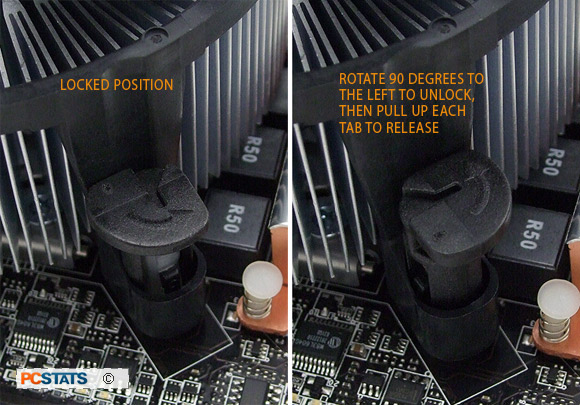 LOCKED POSITION
ROTATE 90 DEGREES TO
THE LEFT TO UNLOCK,
THEN PULL UP EACH
TAB TO RELEASE
R50
R50
R50
R50
PCSTATS ©